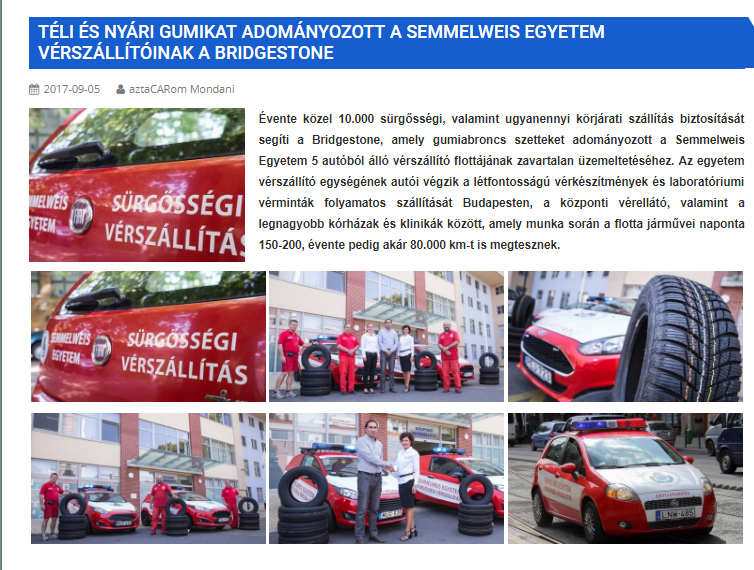 TÉLI ÉS NYÁRI GUMIKAT ADOMÁNYOZOTT A SEMMELWEIS EGYETEM
VÉRSZÁLLÍTÓINAK A BRIDGESTONE
2017-09-05 aztaCARom Mondani
Évente közel 10.000 sürgősségi, valamint ugyanennyi körjárati szállítás biztosítását
segíti a Bridgestone, amely gumiabroncs szetteket adományozott a Semmelweis
Egyetem 5 autóból álló vérszállító flottájának zavartalan üzemeltetéséhez. Az egyetem
vérszállító egységének autói végzik a létfontosságú vérkészítmények és laboratóriumi
vérminták folyamatos szállítását Budapesten, a központi vérellátó, valamint a
legnagyobb kórházak és klinikák között, amely munka során a flotta járművei naponta
150-200, évente pedig akár 80.000 km-t is megtesznek.
SEMMELWEIS
EGYETEM
FIAT
SÜRGŐSSÉGI
VÉRSZÁLLÍTÁS
SEMMELWEIS
EGYETEM
FIAT
SÜRGŐSSÉGI
VÉRSZÁLLÍTÁS
SEMMELWEIS EGYETEM
LNW-485